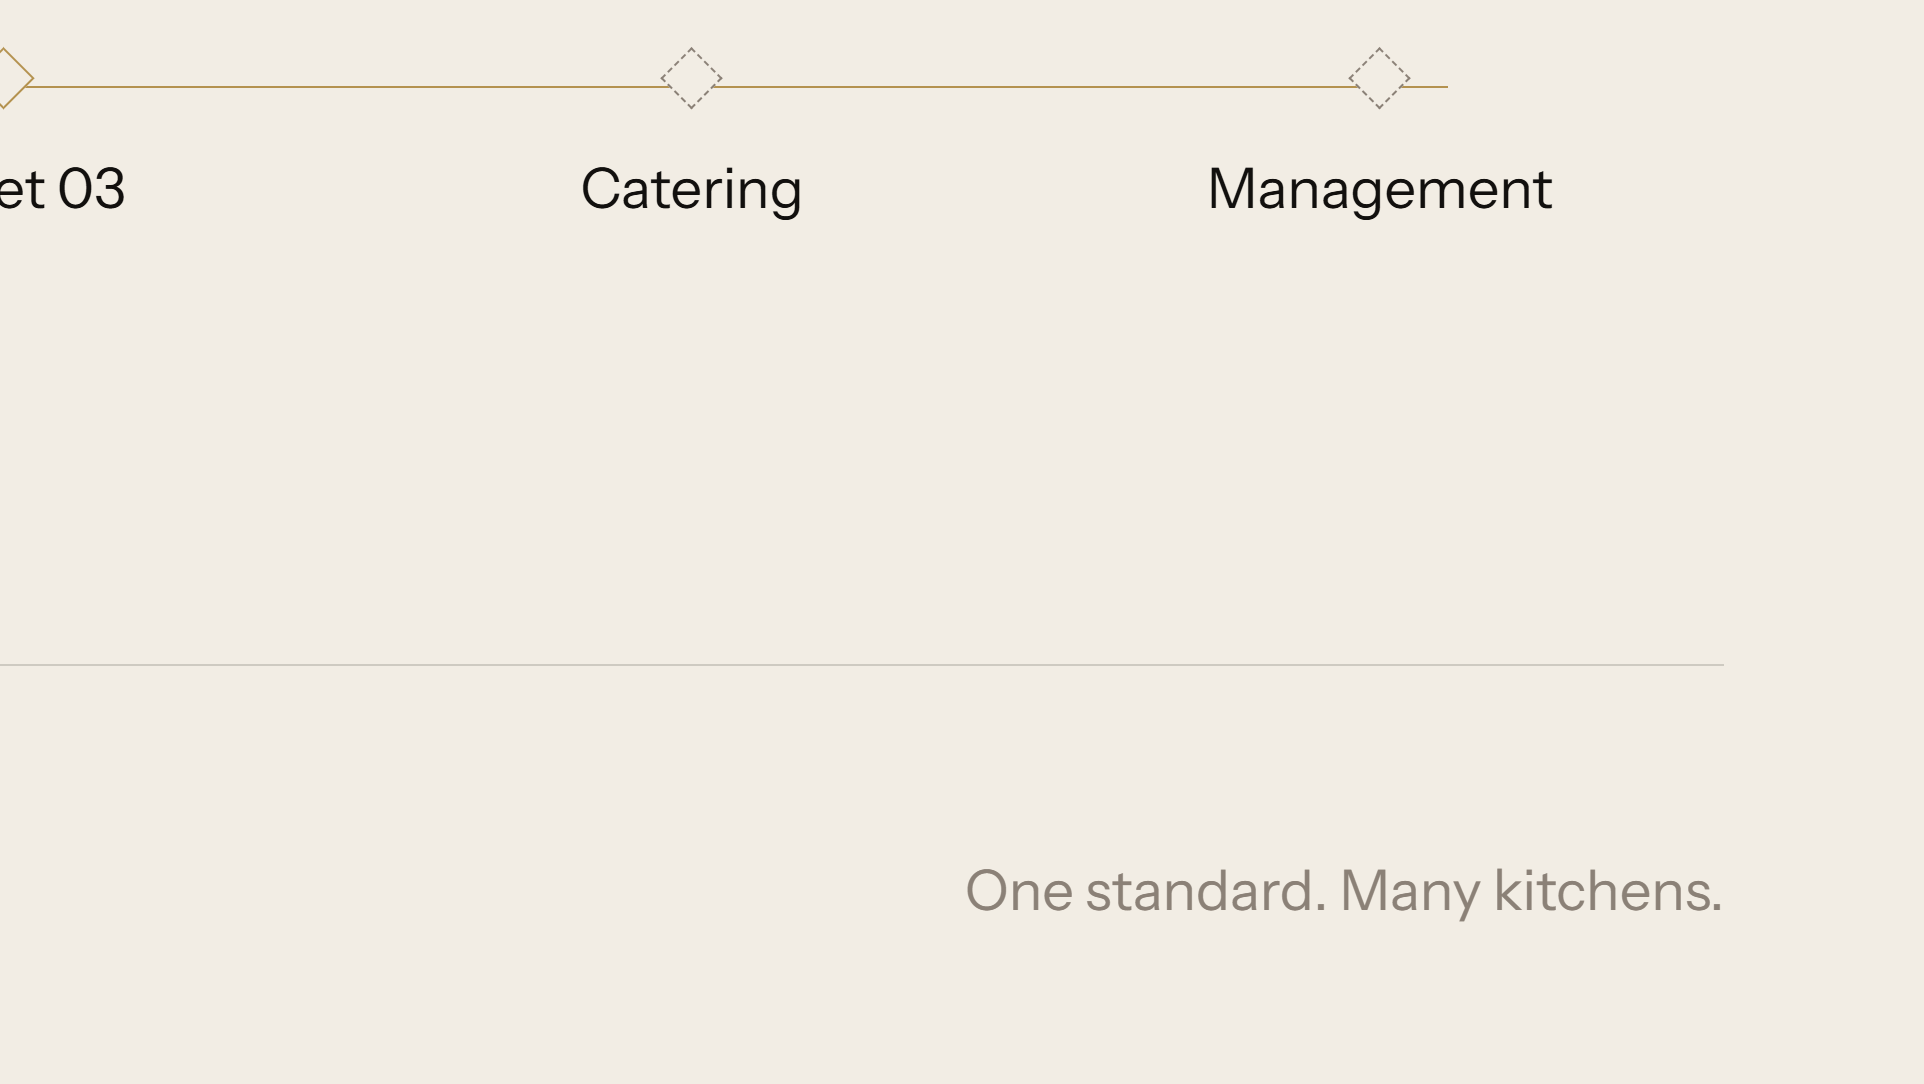 et 03
Catering
Management
One standard. Many kitchens.